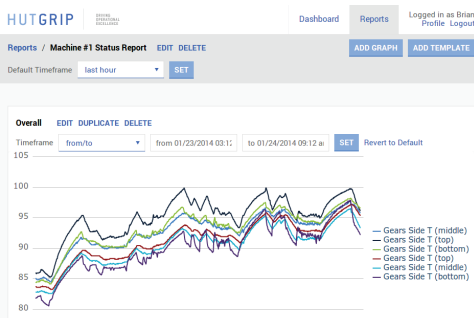 HUTGRIP
DRIVING
OPERATIONAL
EXCELLENCE
Dashboard
Reports
Logged in as Brian
Profile Logout
Reports / Machine #1 Status Report EDIT DELETE
ADD GRAPH ADD TEMPLATE
Default Timeframe last hour SET
Overall EDIT DUPLICATE DELETE
Timeframe from/to from 01/23/2014 03:12 to 01/24/2014 09:12 a SET Revert to Default
105
100
95
90
85
80
Gears Side T (middle)
Gears Side T (top)
Gears Side T (bottom)
Gears Side T (top)
Gears Side T (middle)
Gears Side T (bottom)